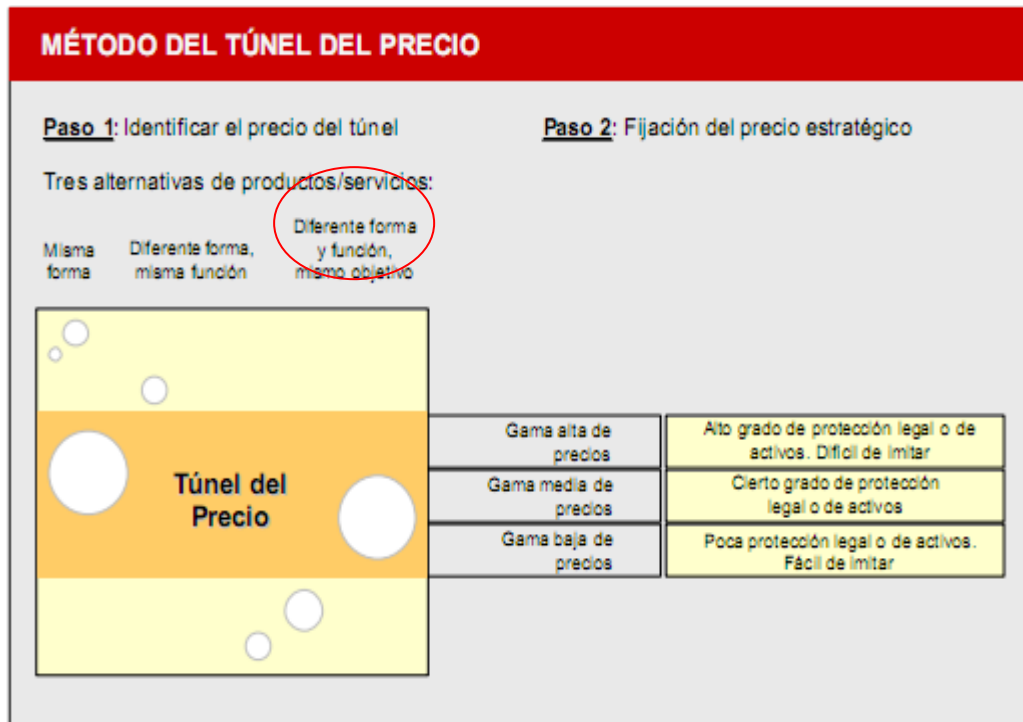 MÉTODO DEL TÚNEL DEL PRECIO
Paso 1: Identificar el precio del túnel
Paso 2: Fijación del precio estratégico
Tres alternativas de productos/servicios:
Misma
forma
Diferente forma,
misma función
Diferente forma
y función,
mismo objetivo
Túnel del
Precio
Gama alta de
precios
Alto grado de protección legal o de
activos. Difícil de imitar
Gama media de
precios
Cierto grado de protección
legal o de activos
Gama baja de
precios
Poca protección legal o de activos.
Fácil de imitar